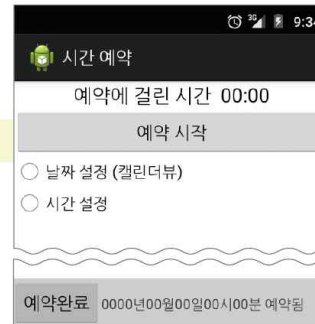 3G 9:34
시간 예약
예약에 걸린 시간 00:00
예약 시작
날짜 설정 (캘린더뷰)
시간 설정
예약완료 0000년00월00일00시00분 예약됨